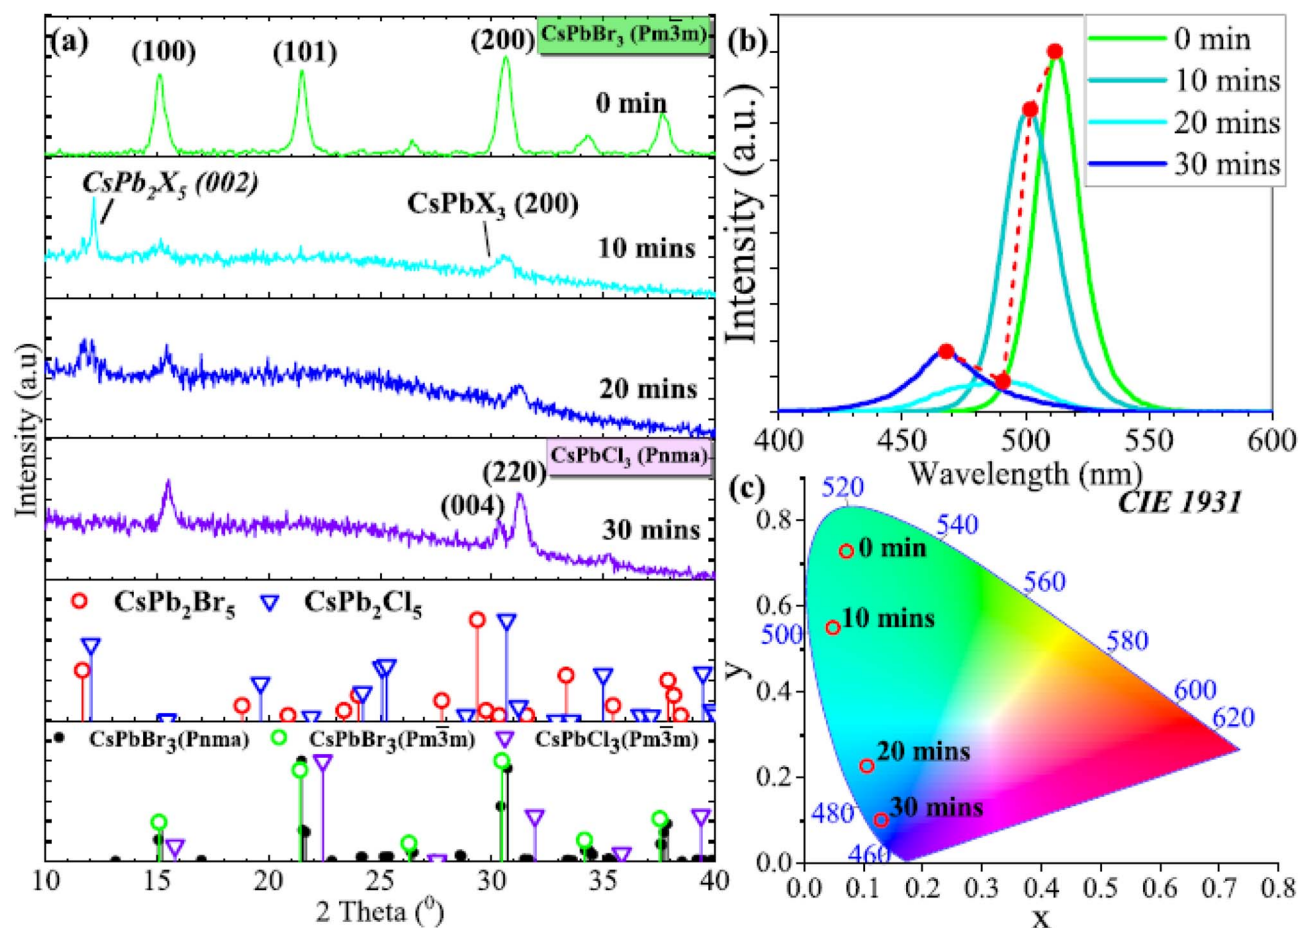 (a)
(100)
(101)
(200)
CsPbBr₃ (Pm3̅m)
0 min
CsPb₂X₅ (002)
CsPbX₃ (200)
10 mins
20 mins
CsPbCl₃ (Pnma)
(220)
(004)
30 mins
CsPb₂Br₅
CsPb₂Cl₅
CsPbBr₃(Pnma)
CsPbBr₃(Pm3̅m)
CsPbCl₃(Pm3̅m)
10 15 20 25 30 35 40
2 Theta (⁰)
Intensity (a.u)
(b)
0 min
10 mins
20 mins
30 mins
Intensity (a.u.)
400 450 500 550 600
Wavelength (nm)
(c)
CIE 1931
520
540
560
580
600
620
500
480
460
0 min
10 mins
20 mins
30 mins
0.8
0.6
0.4
0.2
0.0
y
0.0 0.1 0.2 0.3 0.4 0.5 0.6 0.7 0.8
x